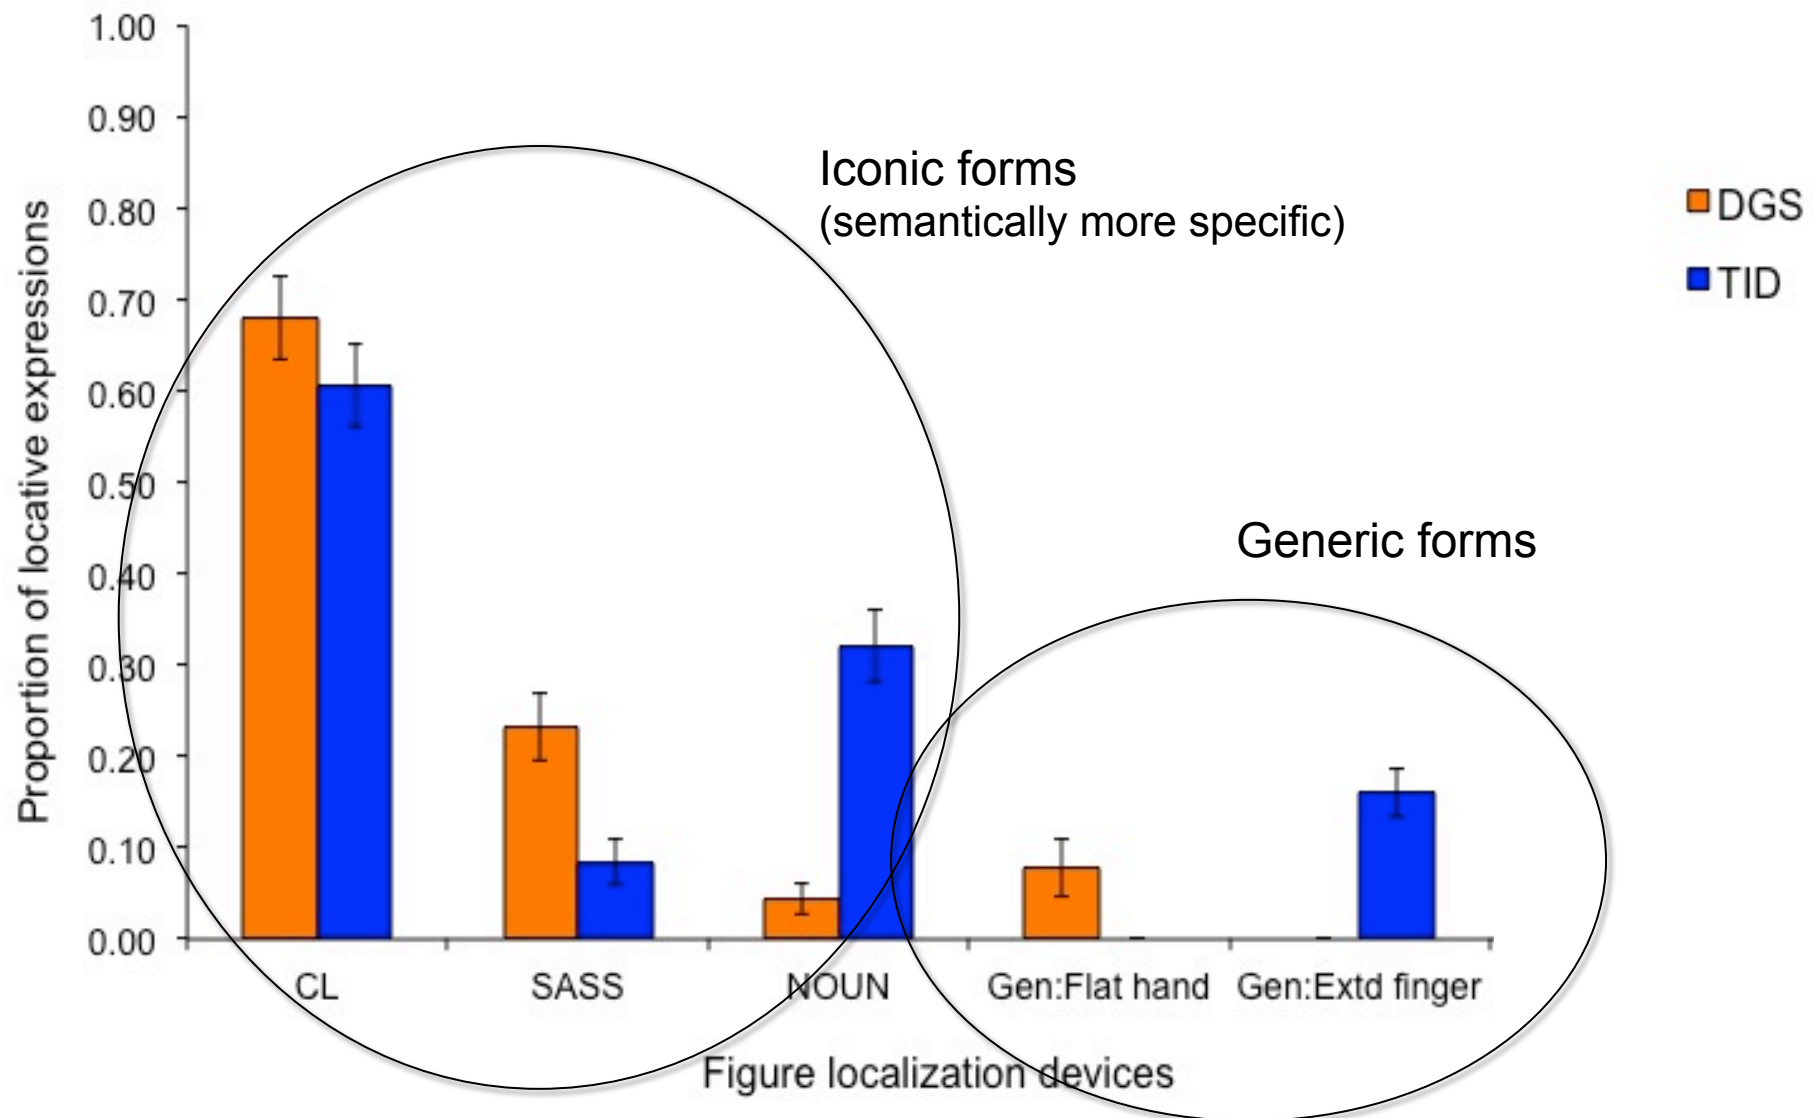 1.00
0.90
0.80
0.70
0.60
0.50
0.40
0.30
0.20
0.10
0.00
Proportion of locative expressions
Iconic forms
(semantically more specific)
Generic forms
DGS
TID
CL SASS NOUN Gen:Flat hand Gen:Extd finger
Figure localization devices